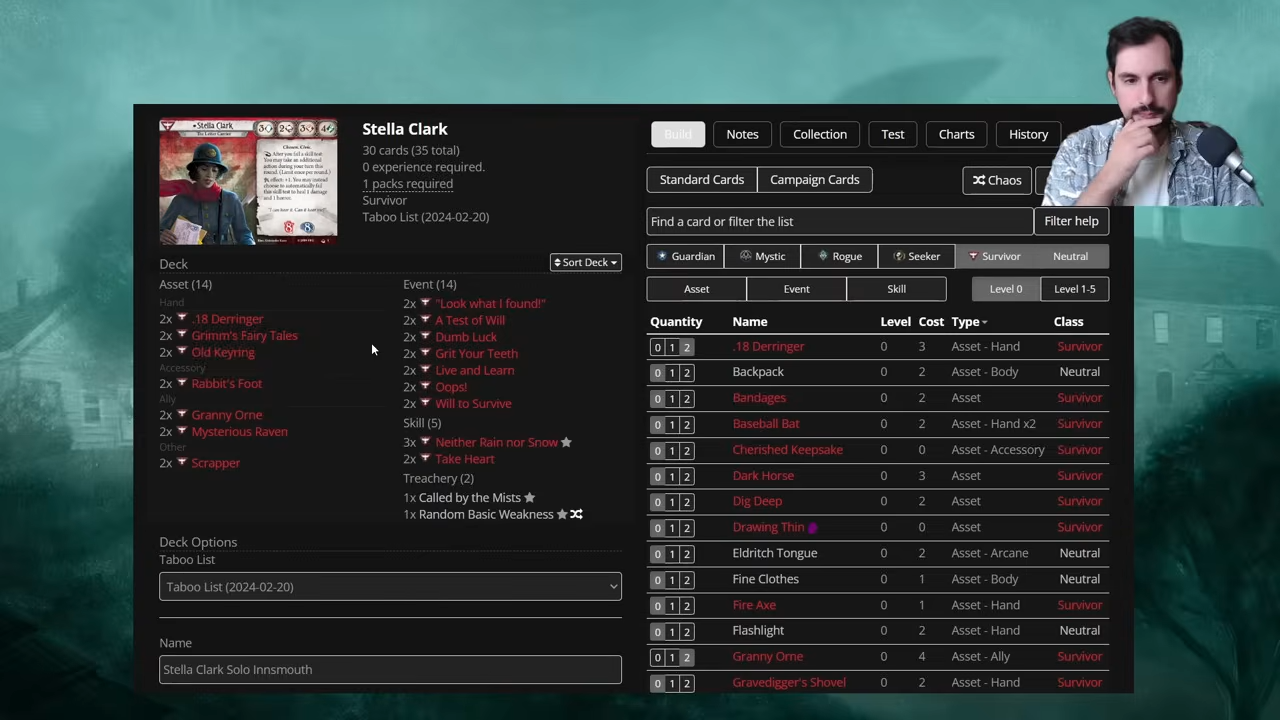 Stella Clark
The Letter Carrier
Stella Clark
30 cards (35 total)
0 experience required.
1 packs required
Survivor
Taboo List (2024-02-20)
Deck
Sort Deck
Asset (14)
Hand
2x .18 Derringer
2x Grimm's Fairy Tales
2x Old Keyring
Accessory
2x Rabbit's Foot
Ally
2x Granny Orne
2x Mysterious Raven
Other
2x Scrapper
Event (14)
2x "Look what I found!"
2x A Test of Will
2x Dumb Luck
2x Grit Your Teeth
2x Live and Learn
2x Oops!
2x Will to Survive
Skill (5)
3x Neither Rain nor Snow
2x Take Heart
Treachery (2)
1x Called by the Mists
1x Random Basic Weakness
Deck Options
Taboo List
Taboo List (2024-02-20)
Name
Stella Clark Solo Innsmouth
Build Notes Collection Test Charts History
Standard Cards Campaign Cards Chaos
Find a card or filter the list Filter help
Guardian Mystic Rogue Seeker Survivor Neutral
Asset Event Skill Level 0 Level 1-5
Quantity Name Level Cost Type Class
0 1 2 .18 Derringer 0 3 Asset - Hand Survivor
0 1 2 Backpack 0 2 Asset - Body Neutral
0 1 2 Bandages 0 2 Asset Survivor
0 1 2 Baseball Bat 0 2 Asset - Hand x2 Survivor
0 1 2 Cherished Keepsake 0 0 Asset - Accessory Survivor
0 1 2 Dark Horse 0 3 Asset Survivor
0 1 2 Dig Deep 0 2 Asset Survivor
0 1 2 Drawing Thin 0 0 Asset Survivor
0 1 2 Eldritch Tongue 0 2 Asset - Arcane Neutral
0 1 2 Fine Clothes 0 1 Asset - Body Neutral
0 1 2 Fire Axe 0 1 Asset - Hand Survivor
0 1 2 Flashlight 0 2 Asset - Hand Neutral
0 1 2 Granny Orne 0 4 Asset - Ally Survivor
0 1 2 Gravedigger's Shovel 0 2 Asset - Hand Survivor